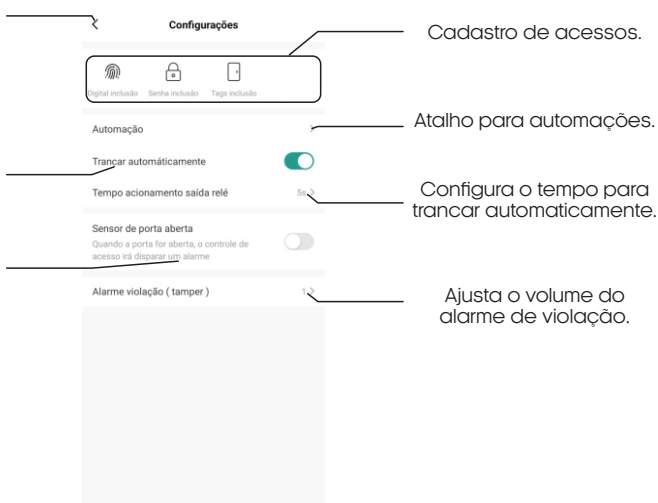 Configurações
Cadastro de acessos.
Digital inclusão Senha inclusão Tags inclusão
Automação
Atalho para automações.
Trancar automáticamente
Tempo acionamento saída relé 5s
Configura o tempo para
trancar automaticamente.
Sensor de porta aberta
Quando a porta for aberta, o controle de
acesso irá disparar um alarme
Alarme violação ( tamper ) 1
Ajusta o volume do
alarme de violação.